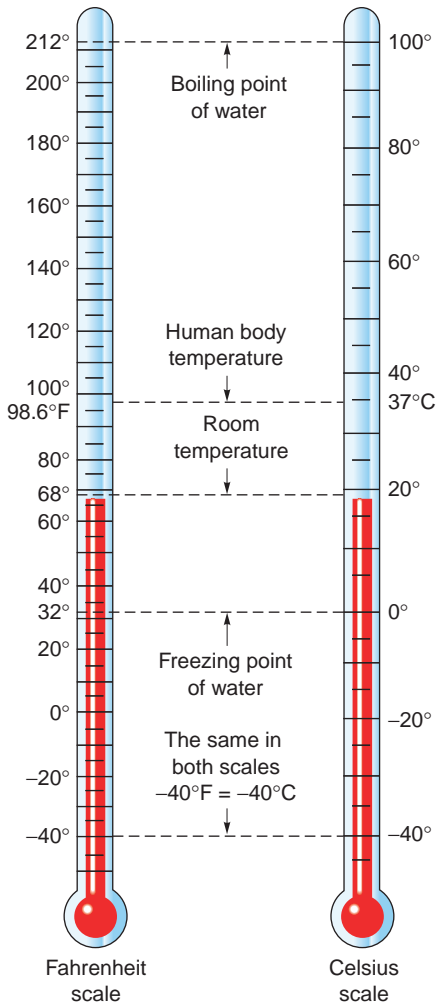 212°
200°
180°
160°
140°
120°
100°
98.6°F
80°
68°
60°
40°
32°
20°
0°
–20°
–40°
Fahrenheit
scale
Boiling point
of water
Human body
temperature
Room
temperature
Freezing point
of water
The same in
both scales
–40°F = –40°C
100°
80°
60°
40°
37°C
20°
0°
–20°
–40°
Celsius
scale